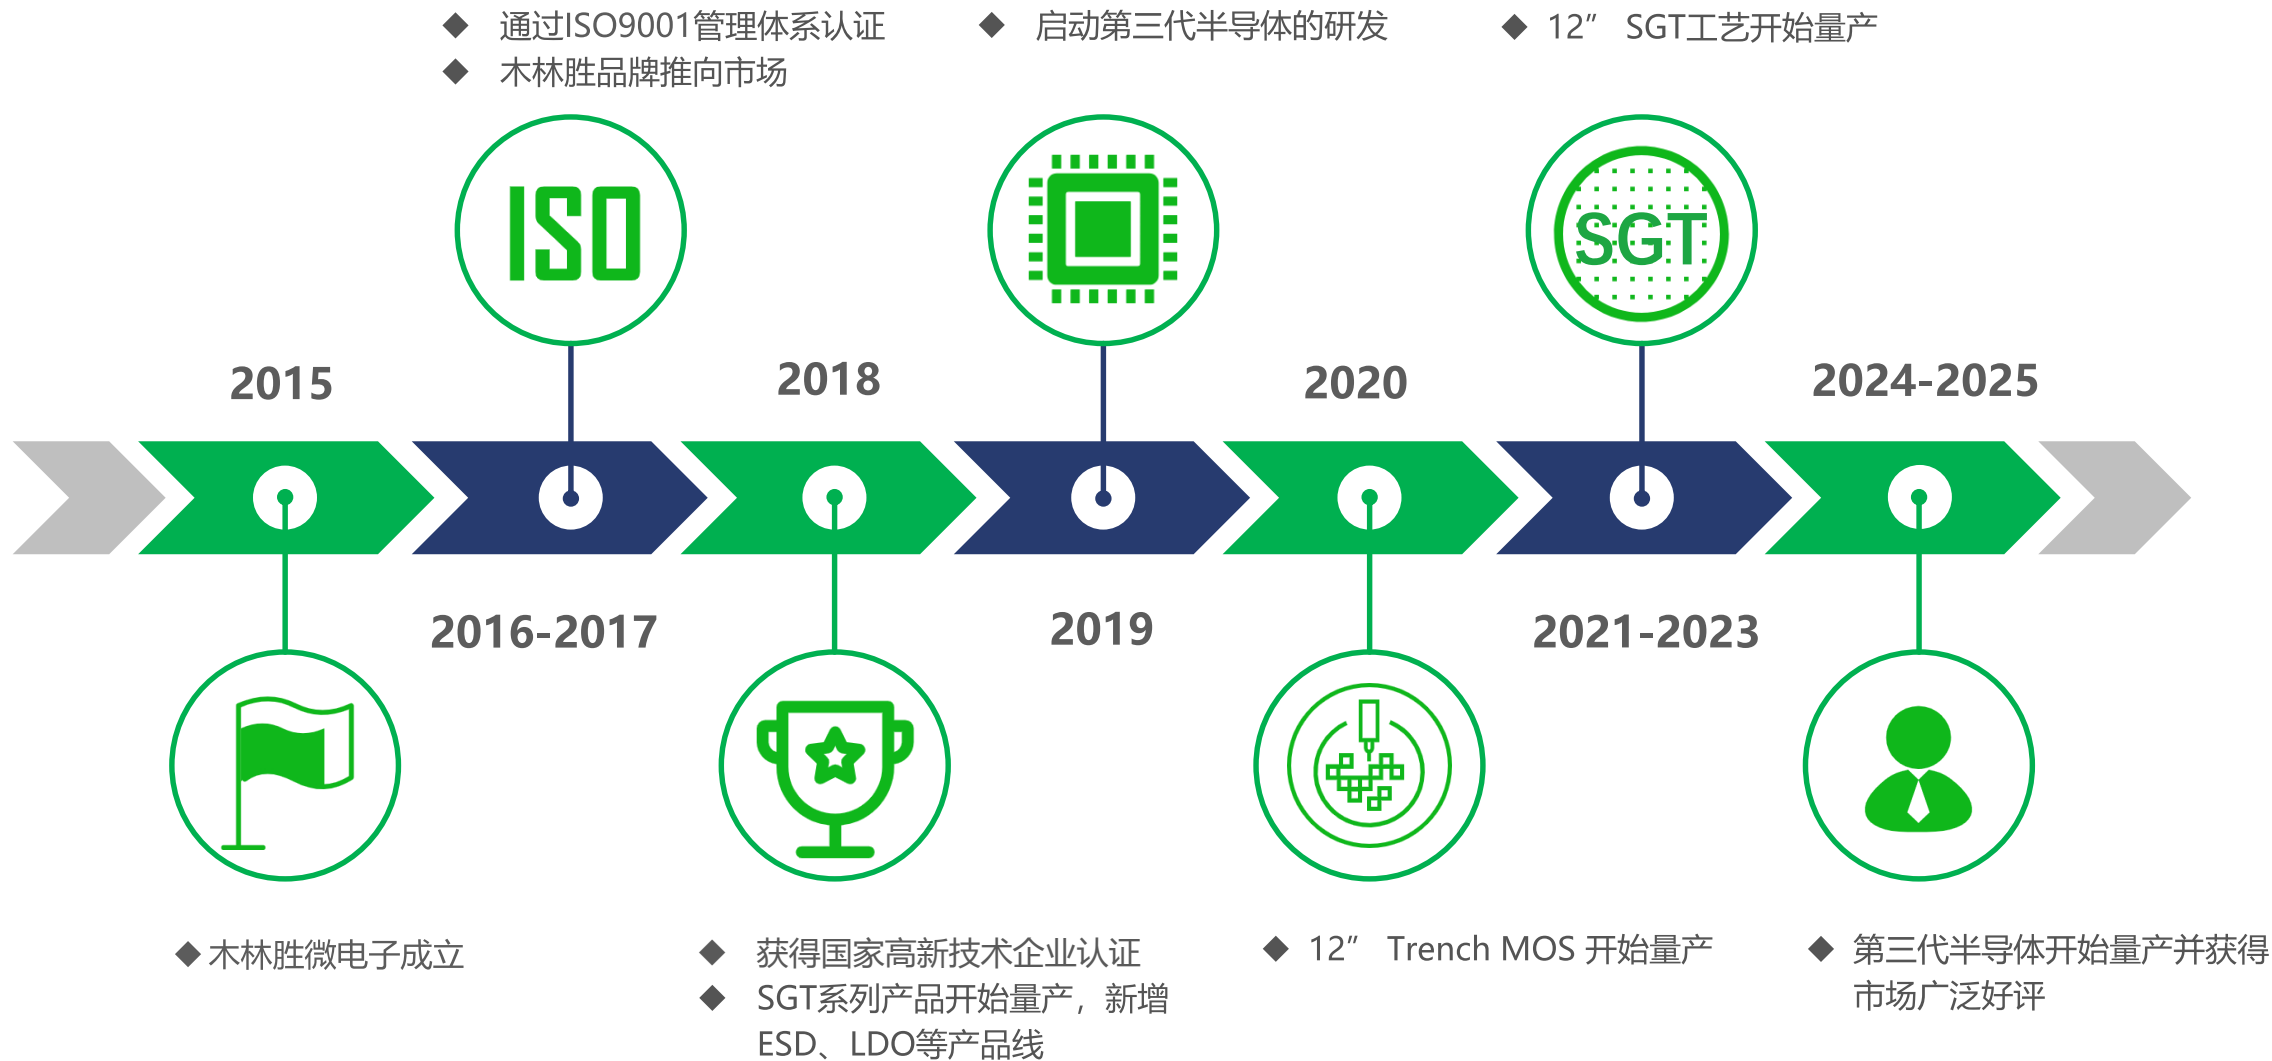 ◆ 通过ISO9001管理体系认证
◆ 木林胜品牌推向市场
◆ 启动第三代半导体的研发
◆ 12” SGT工艺开始量产
ISO
SGT
2015
2018
2020
2024-2025
2016-2017
2019
2021-2023
◆ 木林胜微电子成立
◆ 获得国家高新技术企业认证
◆ SGT系列产品开始量产，新增
ESD、LDO等产品线
◆ 12” Trench MOS 开始量产
◆ 第三代半导体开始量产并获得
市场广泛好评